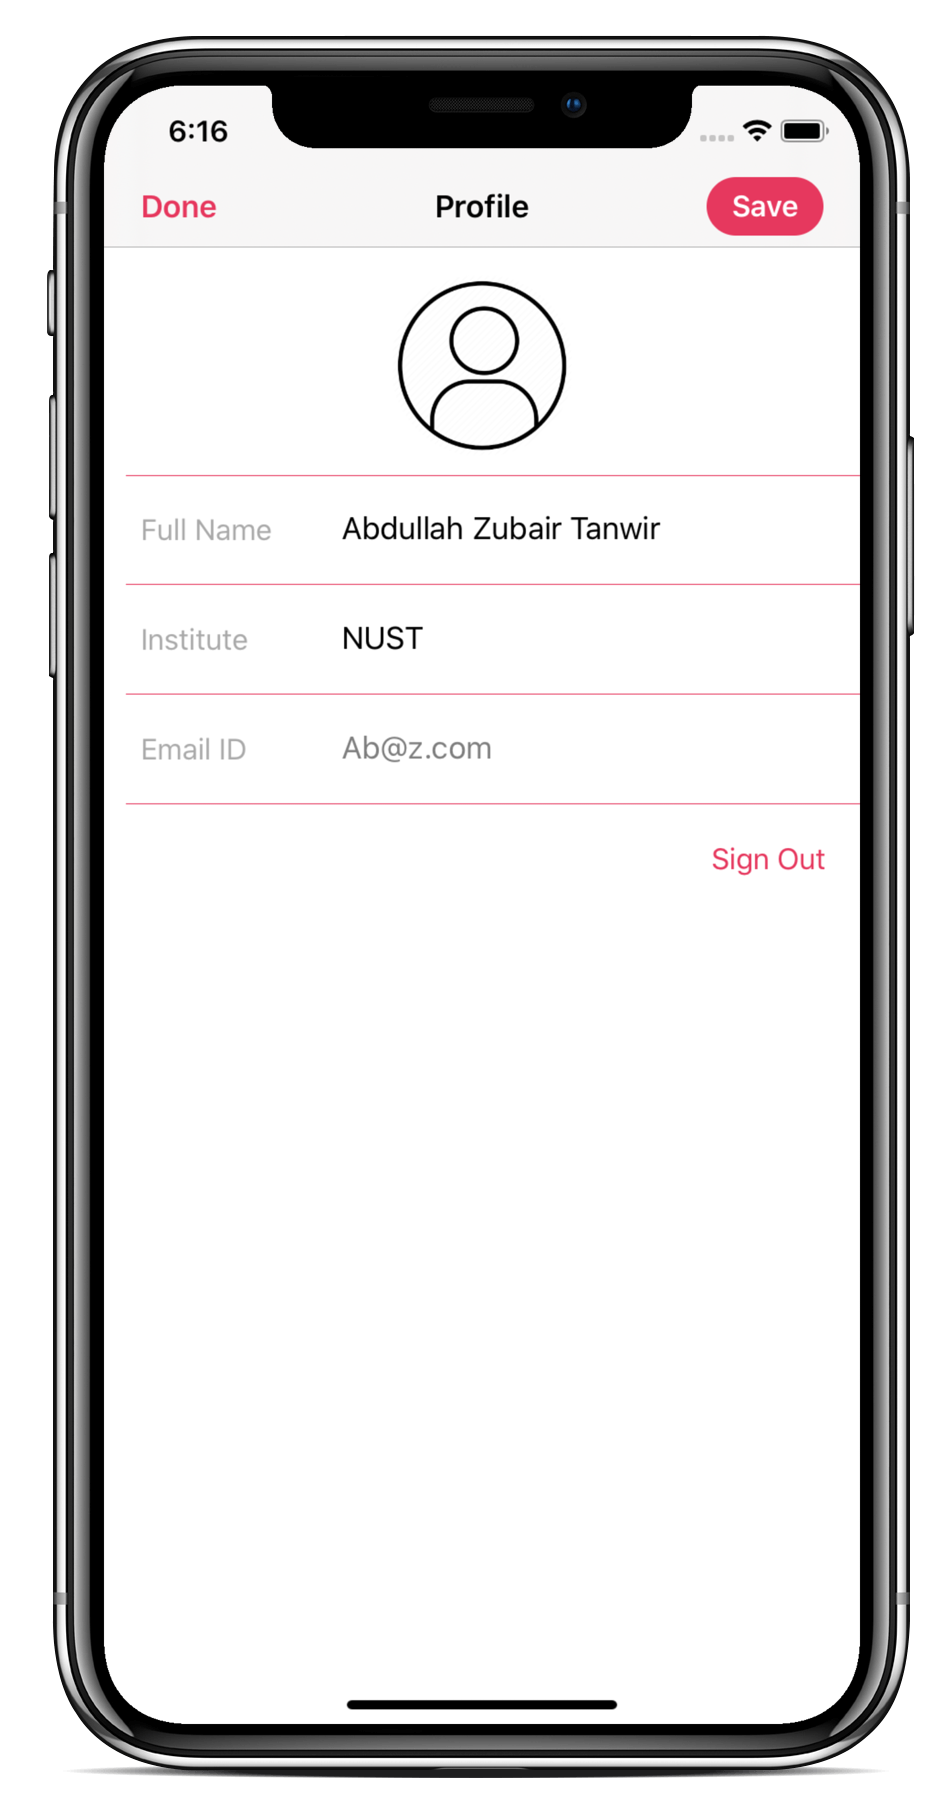 6:16
Done Profile Save
Full Name Abdullah Zubair Tanwir
Institute NUST
Email ID Ab@z.com
Sign Out